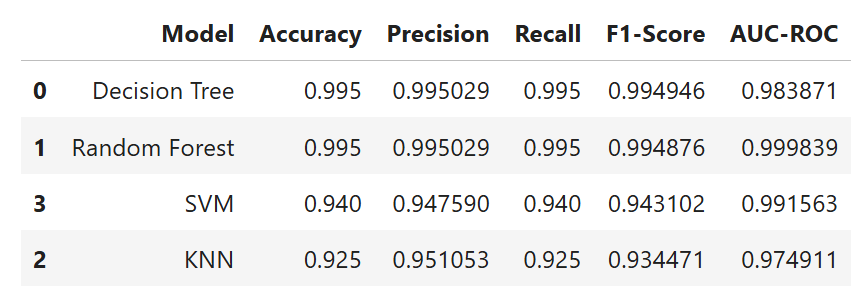 Model Accuracy Precision Recall F1-Score AUC-ROC
0 Decision Tree 0.995 0.995029 0.995 0.994946 0.983871
1 Random Forest 0.995 0.995029 0.995 0.994876 0.999839
3 SVM 0.940 0.947590 0.940 0.943102 0.991563
2 KNN 0.925 0.951053 0.925 0.934471 0.974911